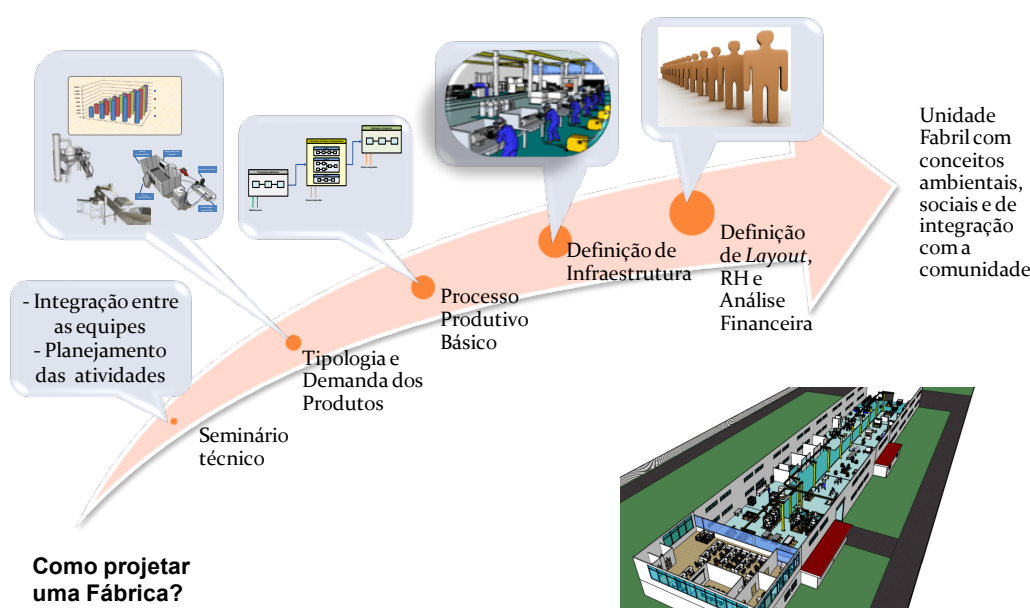 - Integração entre
as equipes
- Planejamento
das atividades
Seminário
técnico
Tipologia e
Demanda dos
Produtos
Processo
Produtivo
Básico
Definição de
Infraestrutura
Definição
de Layout,
RH e
Análise
Financeira
Unidade
Fabril com
conceitos
ambientais,
sociais e de
integração
com a
comunidade
Como projetar
uma Fábrica?